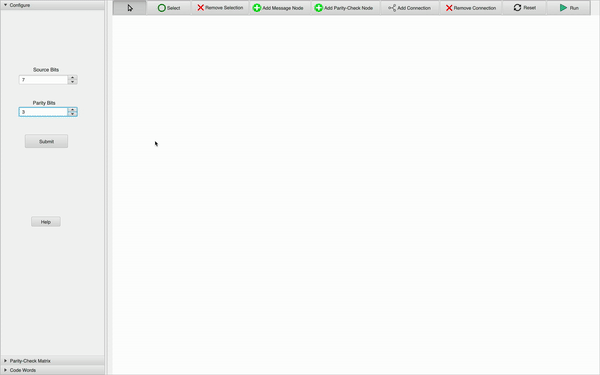 Configure
Select
Remove Selection
Add Message Node
Add Parity-Check Node
Add Connection
Remove Connection
Reset
Run
Source Bits
7
Parity Bits
3
Submit
Help
Parity-Check Matrix
Code Words